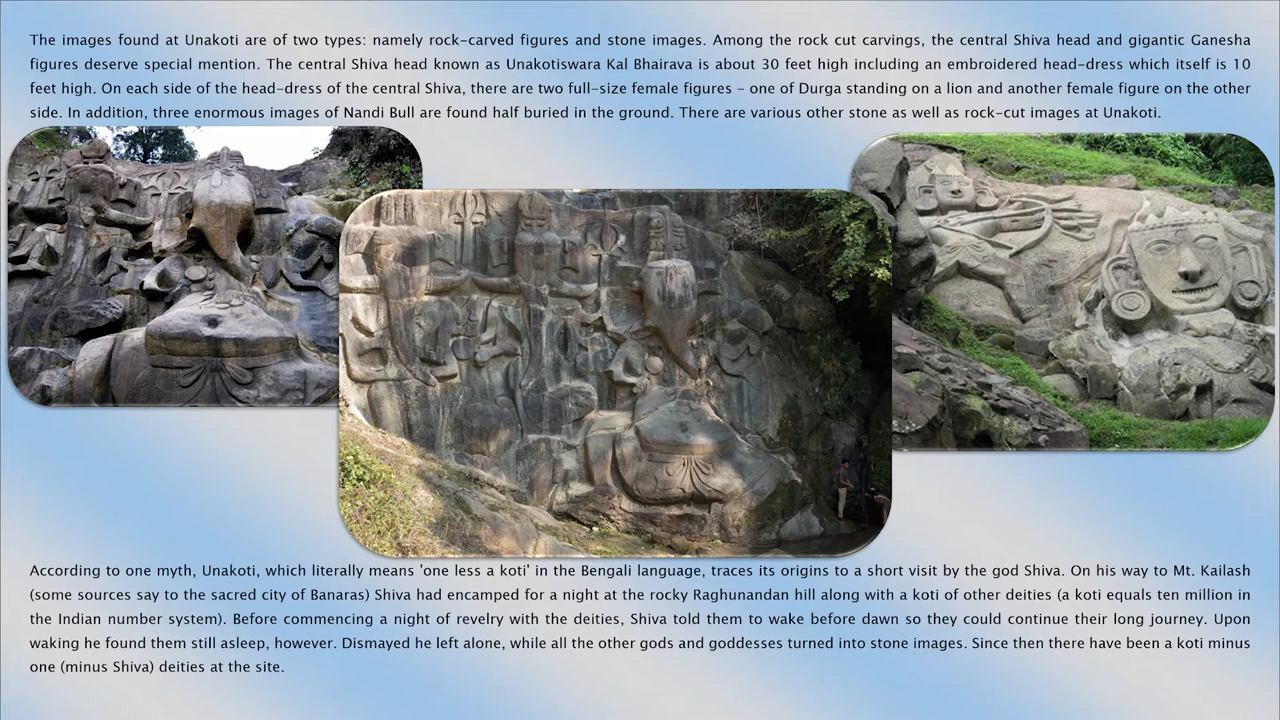 The images found at Unakoti are of two types: namely rock-carved figures and stone images. Among the rock cut carvings, the central Shiva head and gigantic Ganesha
figures deserve special mention. The central Shiva head known as Unakotiswara Kal Bhairava is about 30 feet high including an embroidered head-dress which itself is 10
feet high. On each side of the head-dress of the central Shiva, there are two full-size female figures – one of Durga standing on a lion and another female figure on the other
side. In addition, three enormous images of Nandi Bull are found half buried in the ground. There are various other stone as well as rock-cut images at Unakoti.
According to one myth, Unakoti, which literally means 'one less a koti' in the Bengali language, traces its origins to a short visit by the god Shiva. On his way to Mt. Kailash
(some sources say to the sacred city of Banaras) Shiva had encamped for a night at the rocky Raghunandan hill along with a koti of other deities (a koti equals ten million in
the Indian number system). Before commencing a night of revelry with the deities, Shiva told them to wake before dawn so they could continue their long journey. Upon
waking he found them still asleep, however. Dismayed he left alone, while all the other gods and goddesses turned into stone images. Since then there have been a koti minus
one (minus Shiva) deities at the site.